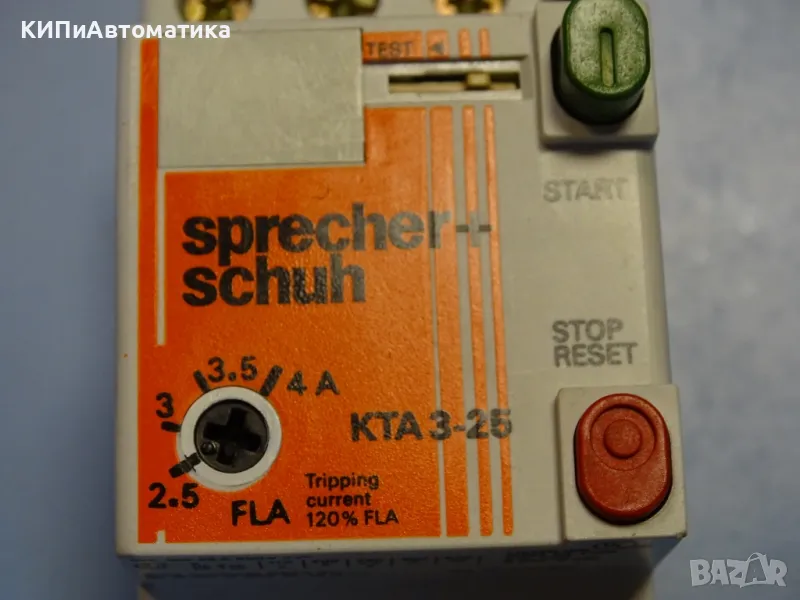 КИПиАвтоматика
TEST
START
sprecher+
schuh
STOP
RESET
3.5
4 A
3
KTA 3-25
2.5
FLA
Tripping
current
120% FLA
BAZAR